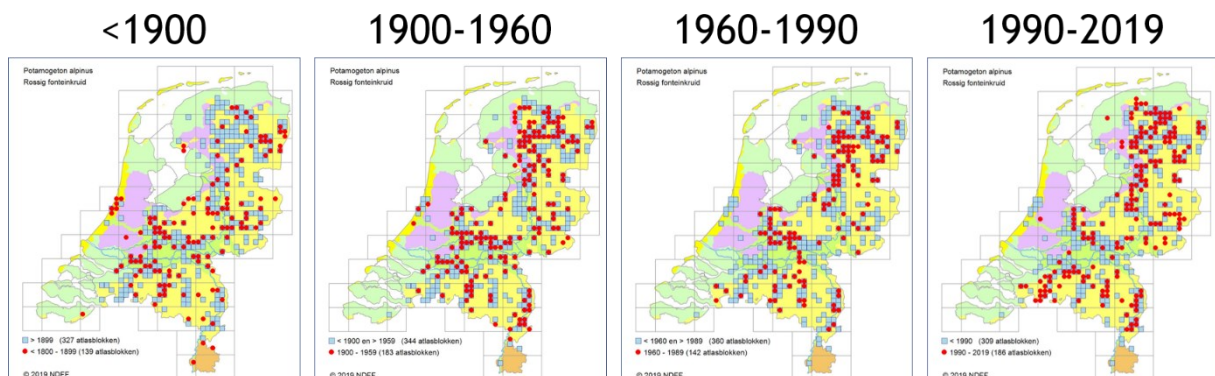 <1900
1900-1960
1960-1990
1990-2019
Potamogeton alpinus
Rossig fonteinkruid
> 1899 (327 atlasblokken)
< 1800 - 1899 (139 atlasblokken)
© 2019 NDFF
Potamogeton alpinus
Rossig fonteinkruid
< 1900 en > 1959 (344 atlasblokken)
1900 - 1959 (183 atlasblokken)
© 2019 NDFF
Potamogeton alpinus
Rossig fonteinkruid
< 1960 en > 1989 (360 atlasblokken)
1960 - 1989 (142 atlasblokken)
© 2019 NDFF
Potamogeton alpinus
Rossig fonteinkruid
< 1990 (309 atlasblokken)
1990 - 2019 (186 atlasblokken)
© 2019 NDFF